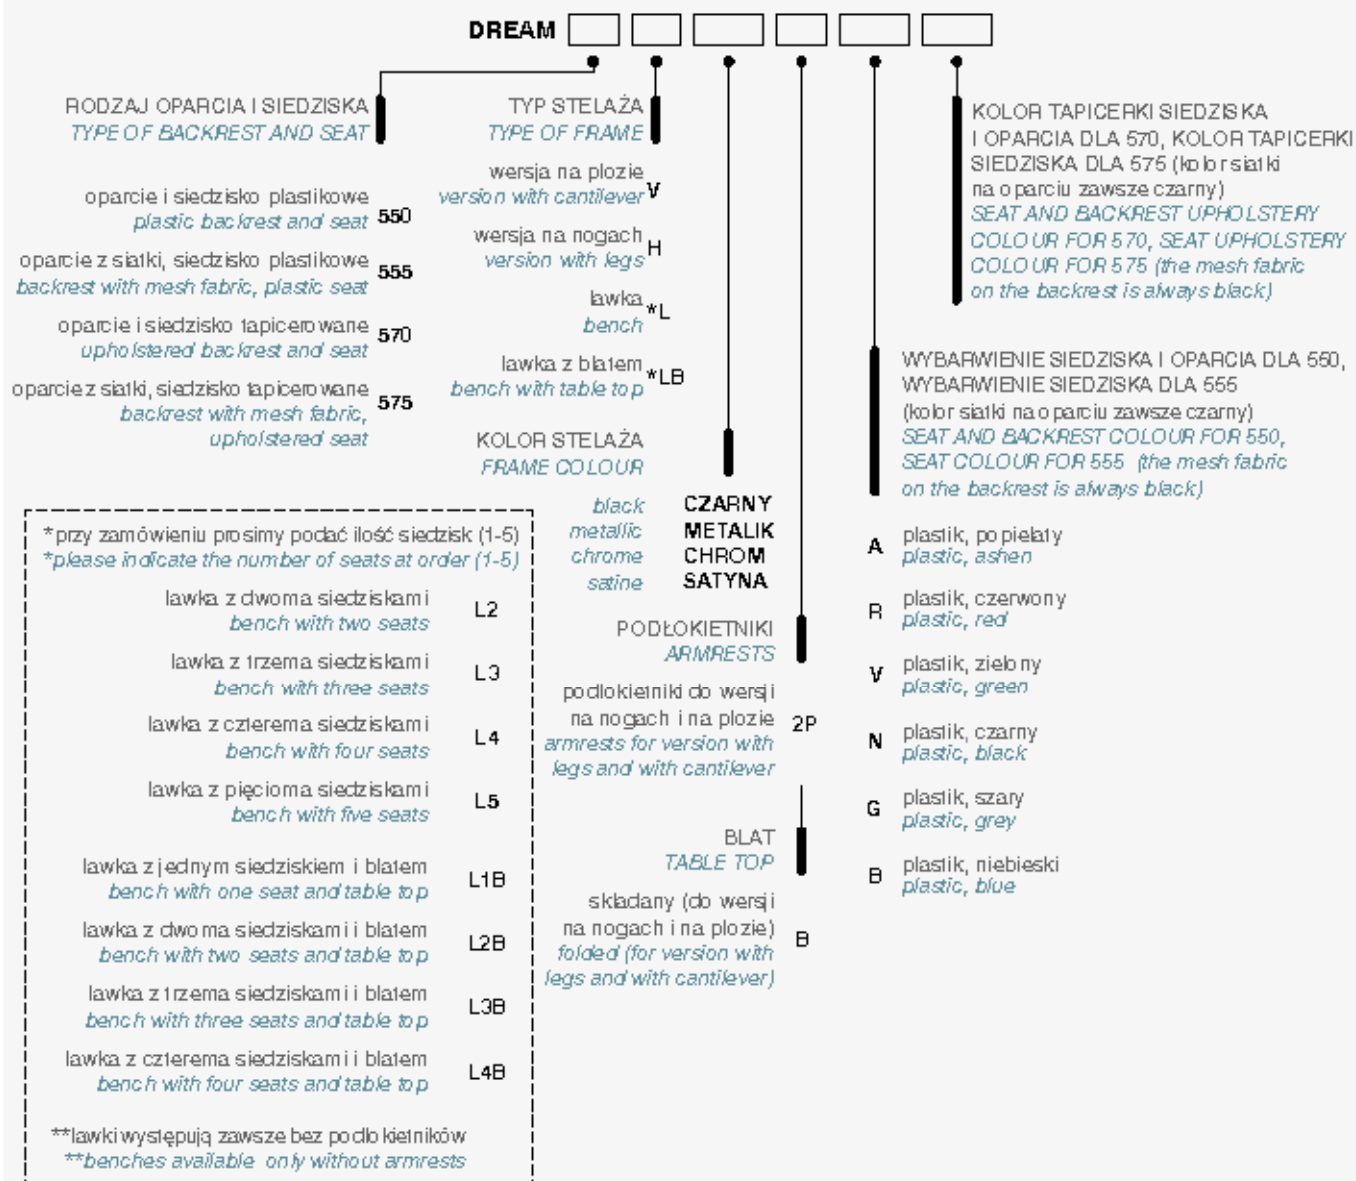 DREAM
RODZAJ OPARCIA I SIEDZISKA
TYPE OF BACKREST AND SEAT
oparcie i siedzisko plastikowe
plastic backrest and seat
550
oparcie z siatki, siedzisko plastikowe
backrest with mesh fabric, plastic seat
555
oparcie i siedzisko tapicerowane
upholstered backrest and seat
570
oparcie z siatki, siedzisko tapicerowane
backrest with mesh fabric,
upholstered seat
575
TYP STELAŻA
TYPE OF FRAME
wersja na płozie
version with cantilever
V
wersja na nogach
version with legs
H
ławka
bench
*L
ławka z blatem
bench with table top
*LB
KOLOR STELAŻA
FRAME COLOUR
black CZARNY
metallic METALIK
chrome CHROM
satine SATYNA
PODŁOKIETNIKI
ARMRESTS
podłokietniki do wersji
na nogach i na płozie
armrests for version with
legs and with cantilever
2P
BLAT
TABLE TOP
składany (do wersji
na nogach i na płozie)
folded (for version with
legs and with cantilever)
B
KOLOR TAPICERKI SIEDZISKA
I OPARCIA DLA 570, KOLOR TAPICERKI
SIEDZISKA DLA 575 (kolor siatki
na oparciu zawsze czarny)
SEAT AND BACKREST UPHOLSTERY
COLOUR FOR 570, SEAT UPHOLSTERY
COLOUR FOR 575 (the mesh fabric
on the backrest is always black)
WYBARWIENIE SIEDZISKA I OPARCIA DLA 550,
WYBARWIENIE SIEDZISKA DLA 555
(kolor siatki na oparciu zawsze czarny)
SEAT AND BACKREST COLOUR FOR 550,
SEAT COLOUR FOR 555 (the mesh fabric
on the backrest is always black)
A plastik, popielaty
plastic, ashen
R plastik, czerwony
plastic, red
V plastik, zielony
plastic, green
N plastik, czarny
plastic, black
G plastik, szary
plastic, grey
B plastik, niebieski
plastic, blue
*przy zamówieniu prosimy podać ilość siedzisk (1-5)
*please indicate the number of seats at order (1-5)
ławka z dwoma siedziskami
bench with two seats
L2
ławka z trzema siedziskami
bench with three seats
L3
ławka z czterema siedziskami
bench with four seats
L4
ławka z pięcioma siedziskami
bench with five seats
L5
ławka z jednym siedziskiem i blatem
bench with one seat and table top
L1B
ławka z dwoma siedziskami i blatem
bench with two seats and table top
L2B
ławka z trzema siedziskami i blatem
bench with three seats and table top
L3B
ławka z czterema siedziskami i blatem
bench with four seats and table top
L4B
**ławki występują zawsze bez podłokietników
**benches available only without armrests